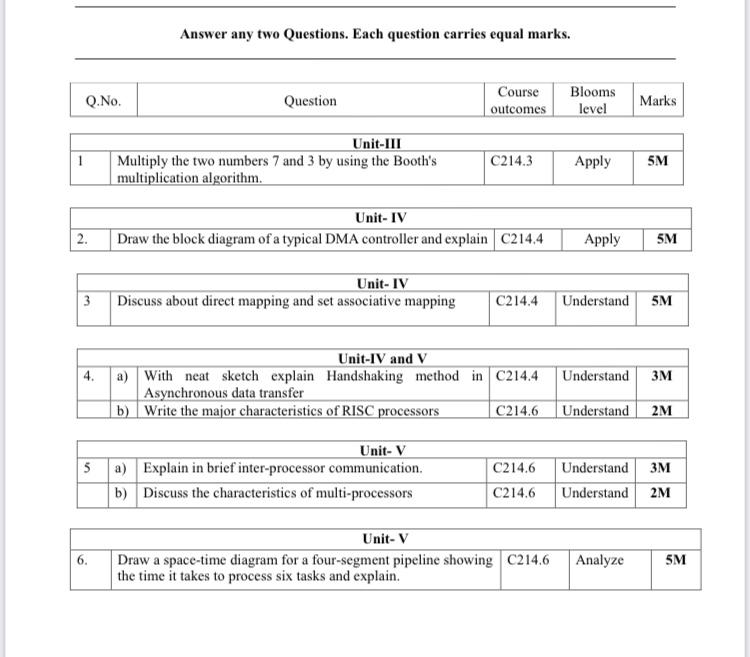 Answer any two Questions. Each question carries equal marks.
Q.No. Question Course outcomes Blooms level Marks
Unit-III
1 Multiply the two numbers 7 and 3 by using the Booth's C214.3 Apply 5M
multiplication algorithm.
Unit- IV
2. Draw the block diagram of a typical DMA controller and explain C214.4 Apply 5M
Unit- IV
3 Discuss about direct mapping and set associative mapping C214.4 Understand 5M
Unit-IV and V
4. a) With neat sketch explain Handshaking method in C214.4 Understand 3M
Asynchronous data transfer
b) Write the major characteristics of RISC processors C214.6 Understand 2M
Unit- V
5 a) Explain in brief inter-processor communication. C214.6 Understand 3M
b) Discuss the characteristics of multi-processors C214.6 Understand 2M
Unit- V
6. Draw a space-time diagram for a four-segment pipeline showing C214.6 Analyze 5M
the time it takes to process six tasks and explain.